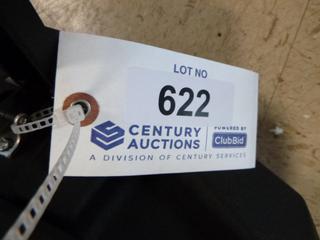 LOT NO
622
CENTURY
AUCTIONS
POWERED BY
ClubBid
A DIVISION OF CENTURY SERVICES